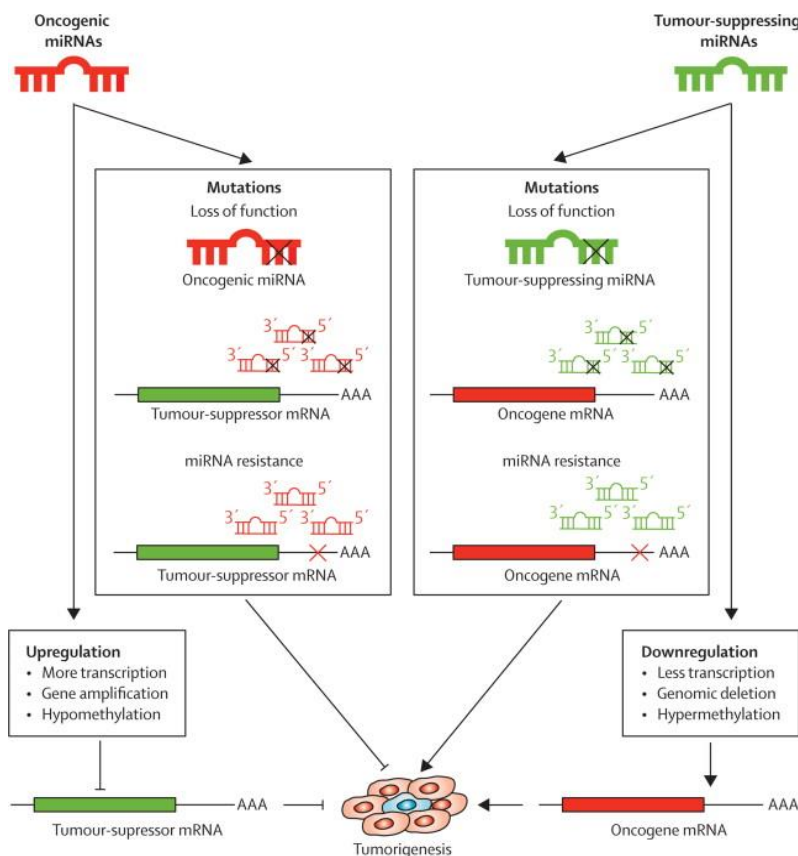 Oncogenic
miRNAs
Tumour-suppressing
miRNAs
Mutations
Loss of function
Oncogenic miRNA
3´ 5´
3´ 5´ 3´ 5´
AAA
Tumour-suppressor mRNA
miRNA resistance
3´ 5´
3´ 5´ 3´ 5´
AAA
Tumour-suppressor mRNA
Mutations
Loss of function
Tumour-suppressing miRNA
3´ 5´
3´ 5´ 3´ 5´
AAA
Oncogene mRNA
miRNA resistance
3´ 5´
3´ 5´ 3´ 5´
AAA
Oncogene mRNA
Upregulation
• More transcription
• Gene amplification
• Hypomethylation
Downregulation
• Less transcription
• Genomic deletion
• Hypermethylation
AAA
Tumour-supressor mRNA
Tumorigenesis
AAA
Oncogene mRNA